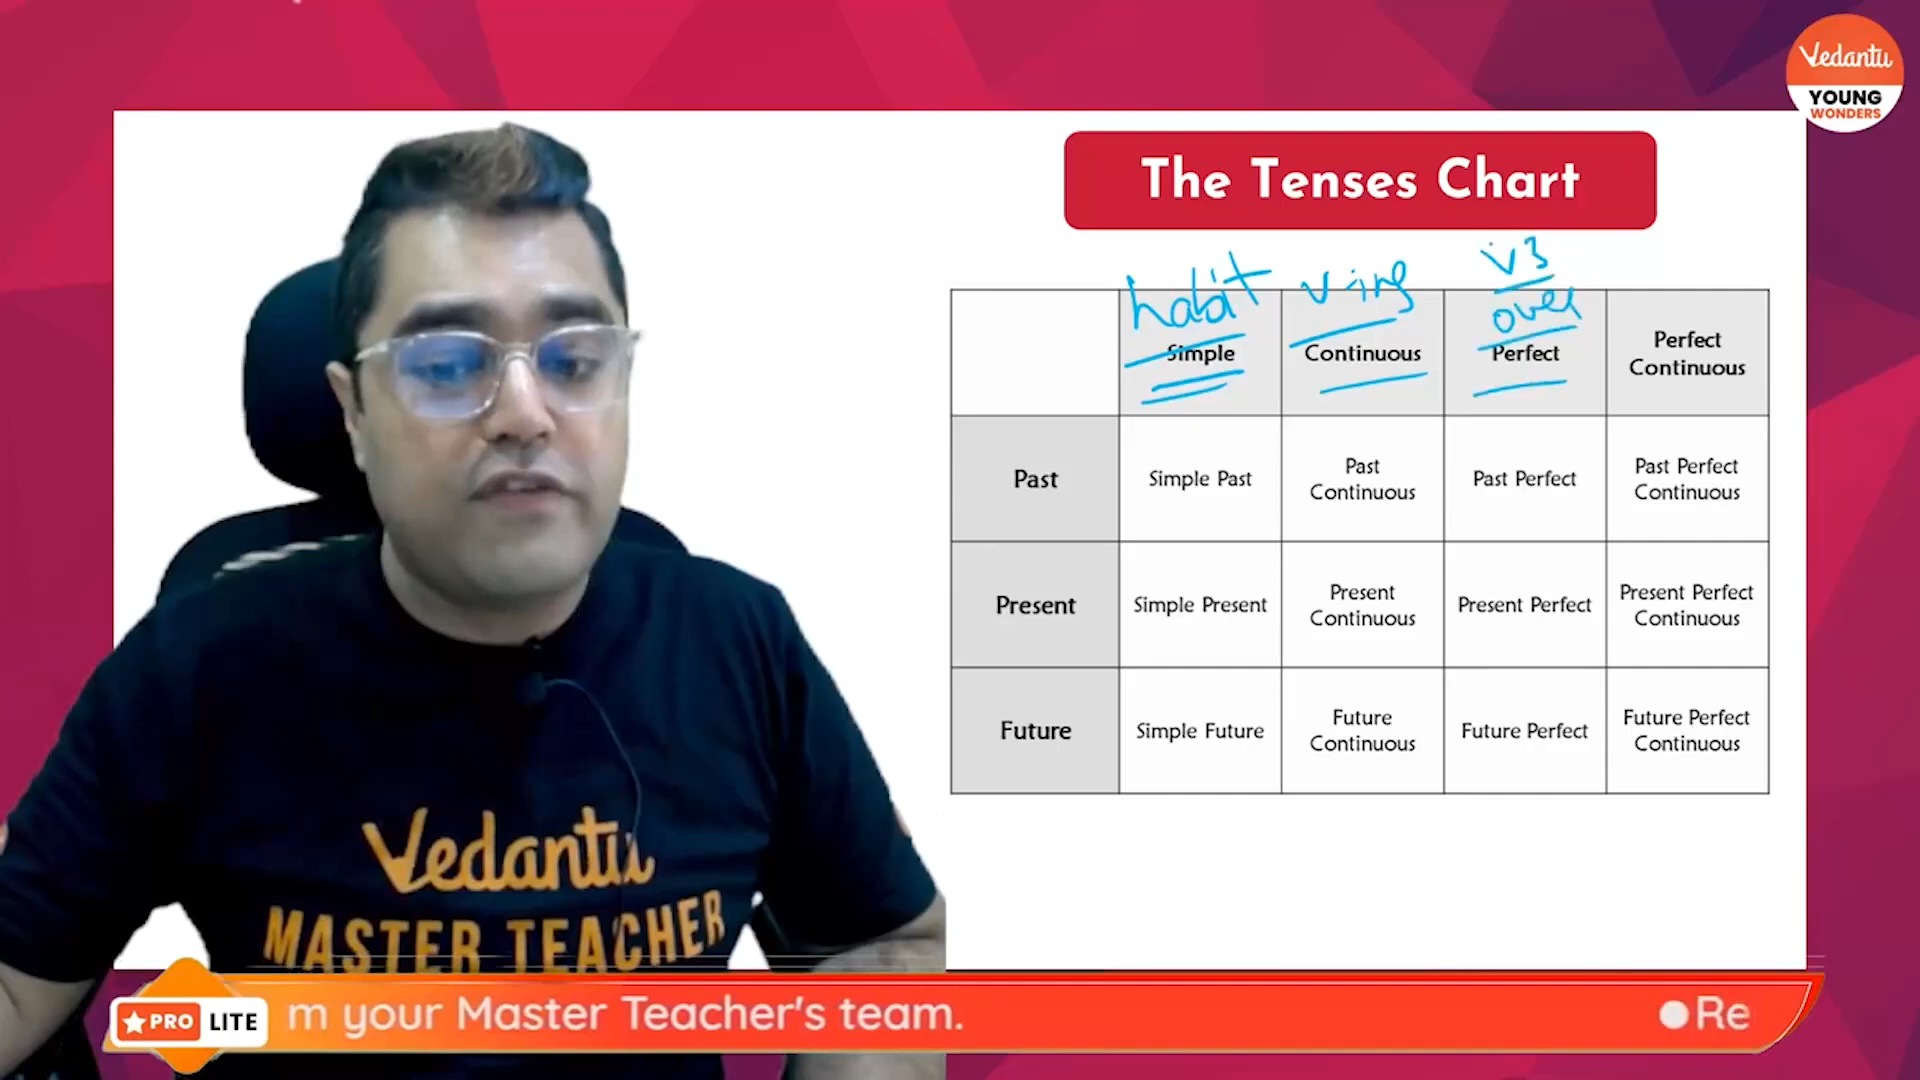 Vedantu
YOUNG
WONDERS
The Tenses Chart
habit
v-ing
v3
over
Simple
Continuous
Perfect
Perfect
Continuous
Past
Simple Past
Past
Continuous
Past Perfect
Past Perfect
Continuous
Present
Simple Present
Present
Continuous
Present Perfect
Present Perfect
Continuous
Future
Simple Future
Future
Continuous
Future Perfect
Future Perfect
Continuous
Vedantu
MASTER TEACHER
PRO LITE
m your Master Teacher's team.
Re